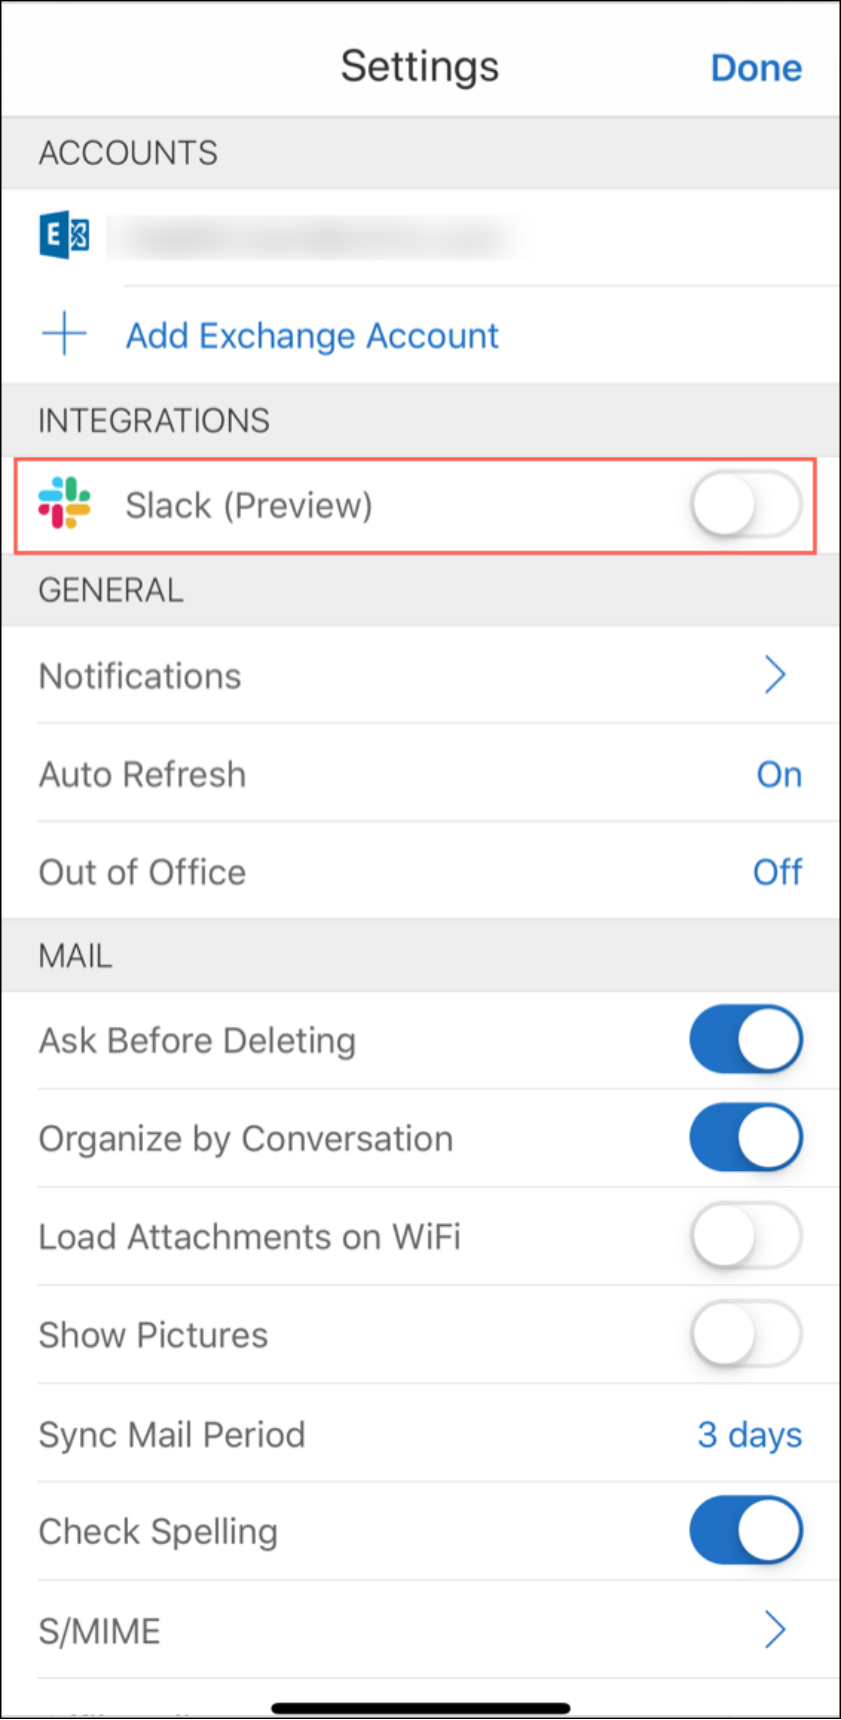 Settings
Done
ACCOUNTS
E
Add Exchange Account
INTEGRATIONS
Slack (Preview)
GENERAL
Notifications
Auto Refresh
On
Out of Office
Off
MAIL
Ask Before Deleting
Organize by Conversation
Load Attachments on WiFi
Show Pictures
Sync Mail Period
3 days
Check Spelling
S/MIME